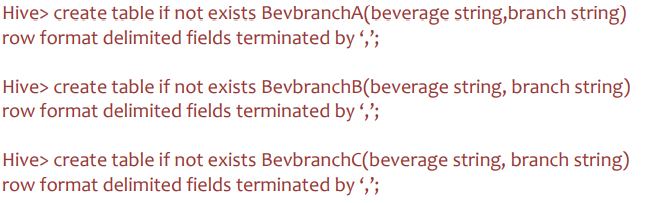 Hive> create table if not exists BevbranchA(beverage string,branch string)
row format delimited fields terminated by ‘,’;
Hive> create table if not exists BevbranchB(beverage string, branch string)
row format delimited fields terminated by ‘,’;
Hive> create table if not exists BevbranchC(beverage string, branch string)
row format delimited fields terminated by ‘,’;